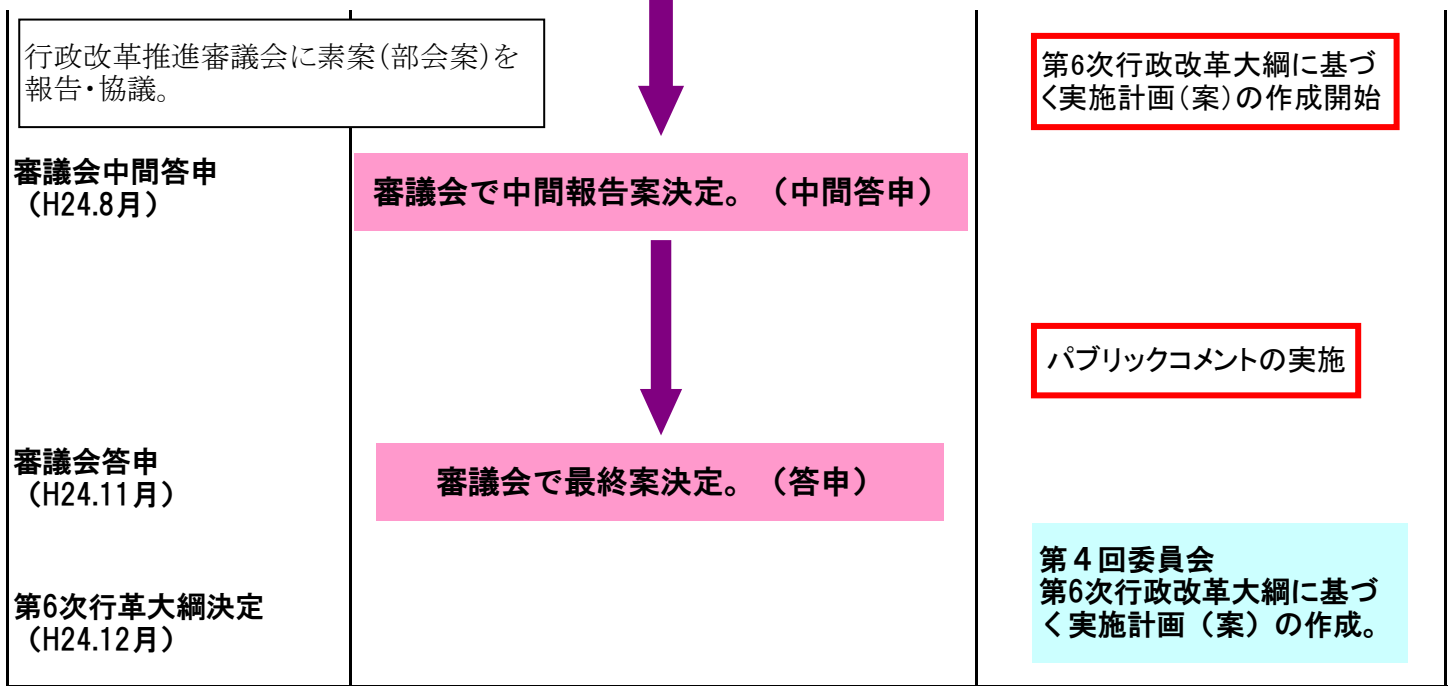 行政改革推進審議会に素案(部会案)を
報告・協議。
第6次行政改革大綱に基づ
く実施計画(案)の作成開始
審議会中間答申
(H24.8月)
審議会で中間報告案決定。(中間答申)
パブリックコメントの実施
審議会答申
(H24.11月)
審議会で最終案決定。(答申)
第6次行革大綱決定
(H24.12月)
第4回委員会
第6次行政改革大綱に基づ
く実施計画(案)の作成。